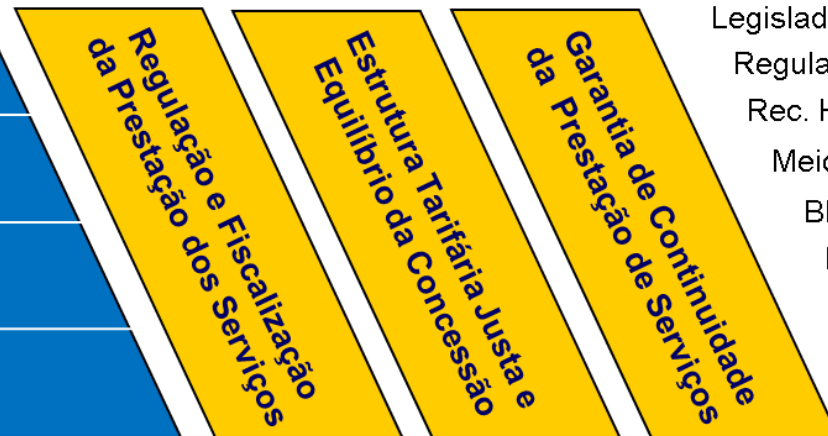 Regulação e Fiscalização
da Prestação dos Serviços
Estrutura Tarifária Justa e
Equilíbrio da Concessão
Garantia de Continuidade
da Prestação de Serviços
Legislad
Regula
Rec. H
Meio